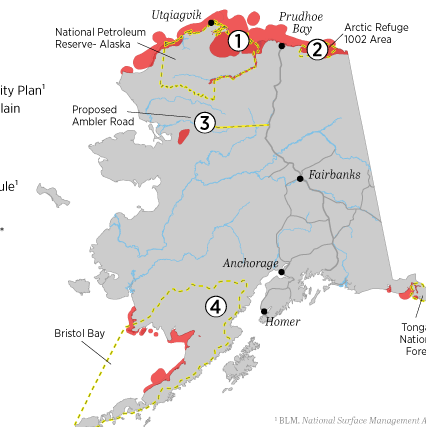 Utqiagvik
Prudhoe
Bay
National Petroleum
Reserve- Alaska
Arctic Refuge
1002 Area
1
2
ity Plan¹
lain
Proposed
Ambler Road
3
Fairbanks
ule¹
Anchorage
4
Bristol Bay
Homer
Tonga
Nation
Fore
¹ BLM. National Surface Management A